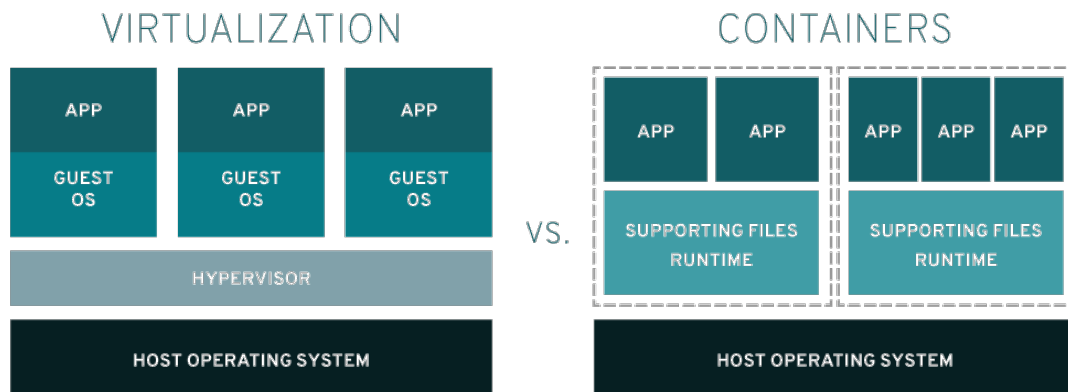 VIRTUALIZATION
APP
APP
APP
GUEST
OS
GUEST
OS
GUEST
OS
HYPERVISOR
HOST OPERATING SYSTEM
VS.
CONTAINERS
APP
APP
APP
APP
APP
SUPPORTING FILES
RUNTIME
SUPPORTING FILES
RUNTIME
HOST OPERATING SYSTEM